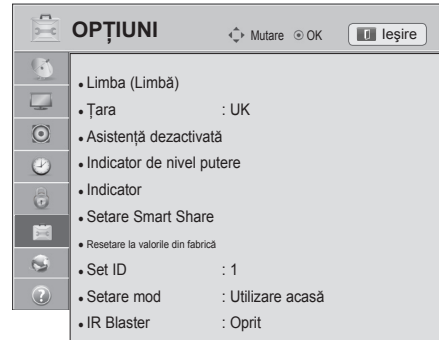 OPȚIUNI Mutare OK Ieşire
• Limba (Limbă)
• Țara : UK
• Asistență dezactivată
• Indicator de nivel putere
• Indicator
• Setare Smart Share
• Resetare la valorile din fabrică
• Set ID : 1
• Setare mod : Utilizare acasă
• IR Blaster : Oprit